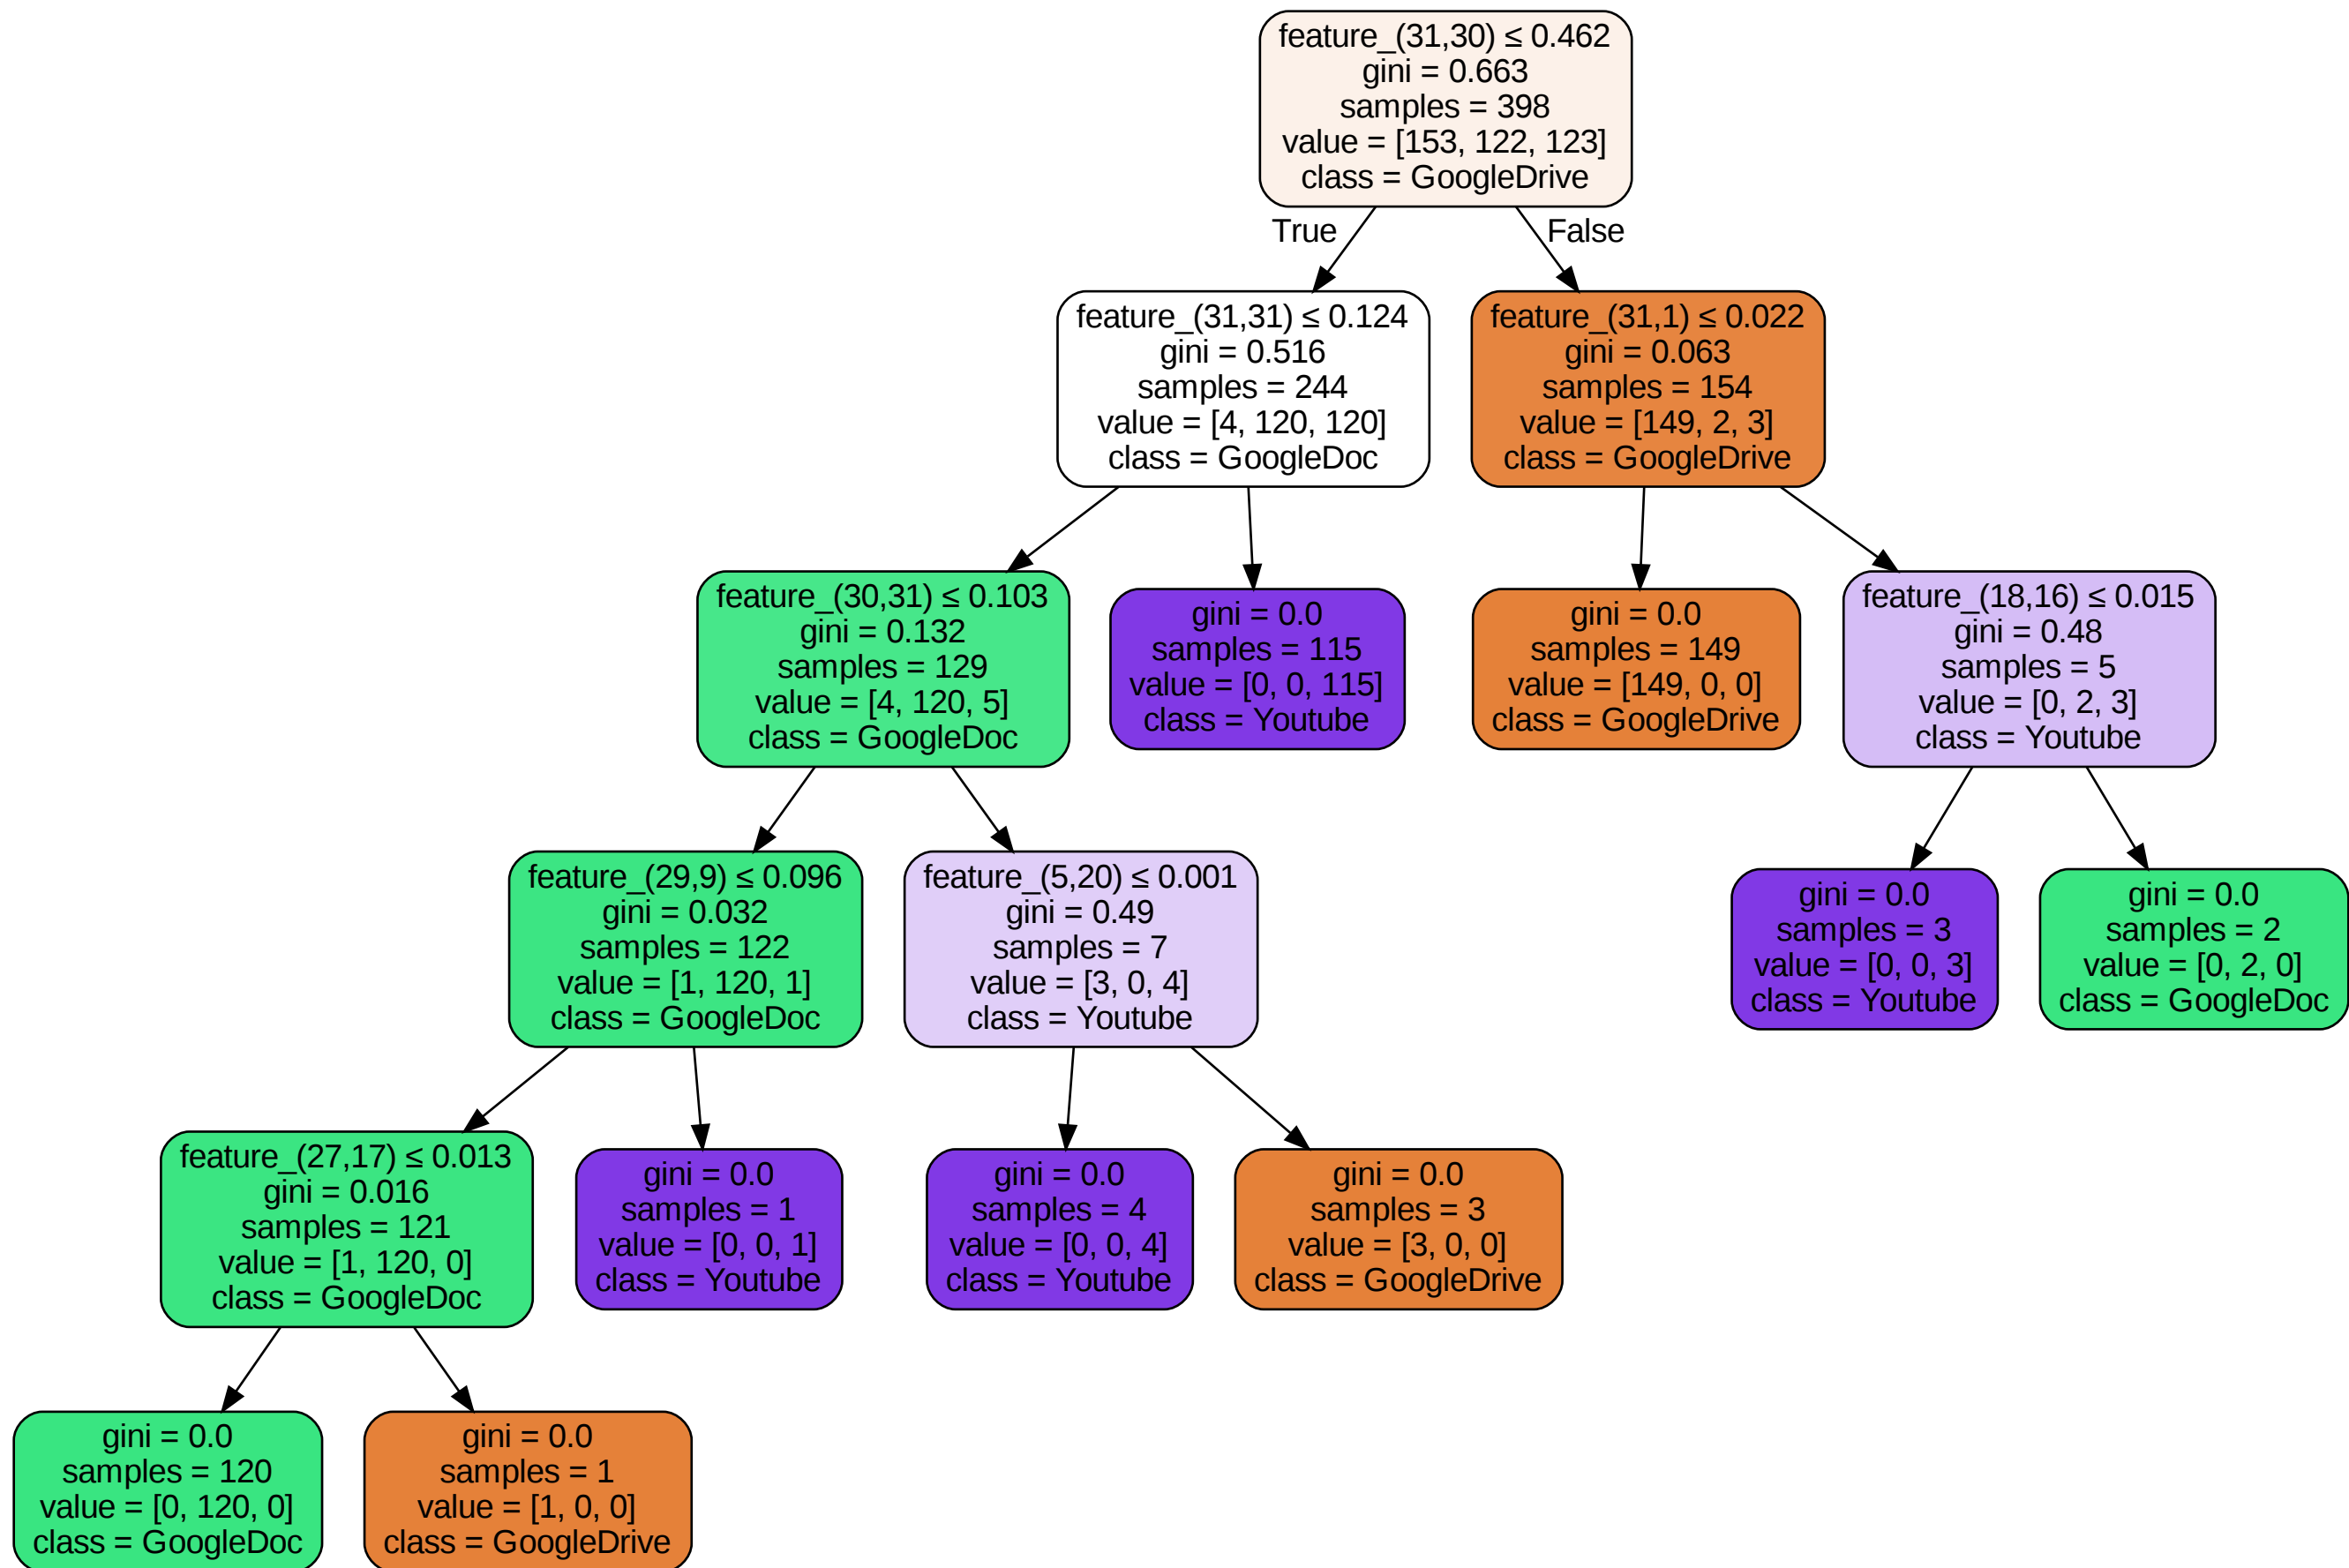 feature_(31,30) ≤ 0.462
gini = 0.663
samples = 398
value = [153, 122, 123]
class = GoogleDrive
True
False
feature_(31,31) ≤ 0.124
gini = 0.516
samples = 244
value = [4, 120, 120]
class = GoogleDoc
feature_(31,1) ≤ 0.022
gini = 0.063
samples = 154
value = [149, 2, 3]
class = GoogleDrive
feature_(30,31) ≤ 0.103
gini = 0.132
samples = 129
value = [4, 120, 5]
class = GoogleDoc
gini = 0.0
samples = 115
value = [0, 0, 115]
class = Youtube
gini = 0.0
samples = 149
value = [149, 0, 0]
class = GoogleDrive
feature_(18,16) ≤ 0.015
gini = 0.48
samples = 5
value = [0, 2, 3]
class = Youtube
feature_(29,9) ≤ 0.096
gini = 0.032
samples = 122
value = [1, 120, 1]
class = GoogleDoc
feature_(5,20) ≤ 0.001
gini = 0.49
samples = 7
value = [3, 0, 4]
class = Youtube
gini = 0.0
samples = 3
value = [0, 0, 3]
class = Youtube
gini = 0.0
samples = 2
value = [0, 2, 0]
class = GoogleDoc
feature_(27,17) ≤ 0.013
gini = 0.016
samples = 121
value = [1, 120, 0]
class = GoogleDoc
gini = 0.0
samples = 1
value = [0, 0, 1]
class = Youtube
gini = 0.0
samples = 4
value = [0, 0, 4]
class = Youtube
gini = 0.0
samples = 3
value = [3, 0, 0]
class = GoogleDrive
gini = 0.0
samples = 120
value = [0, 120, 0]
class = GoogleDoc
gini = 0.0
samples = 1
value = [1, 0, 0]
class = GoogleDrive